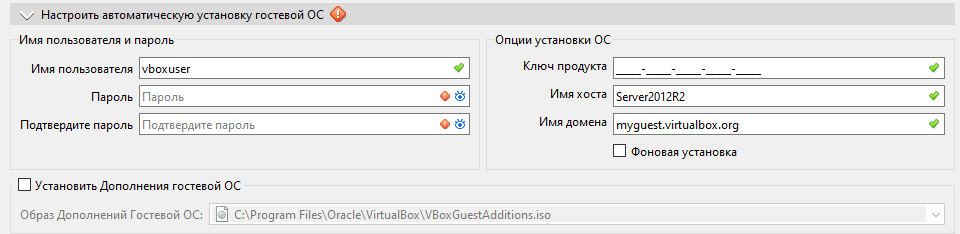 Настроить автоматическую установку гостевой ОС
Имя пользователя и пароль
Имя пользователя vboxuser
Пароль Пароль
Подтвердите пароль Подтвердите пароль
Опции установки ОС
Ключ продукта _____-_____-_____-_____-_____
Имя хоста Server2012R2
Имя домена myguest.virtualbox.org
Фоновая установка
Установить Дополнения гостевой ОС
Образ Дополнений Гостевой ОС: C:\Program Files\Oracle\VirtualBox\VBoxGuestAdditions.iso